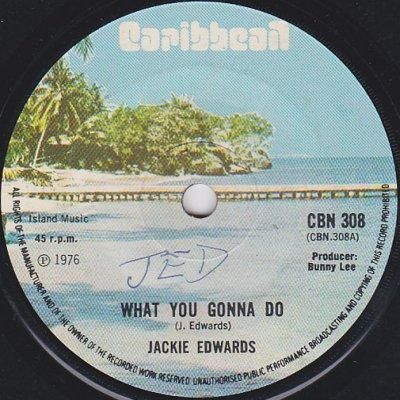 Caribbean
Island Music
45 r.p.m.
℗ 1976
CBN 308
(CBN.308A)
Producer:
Bunny Lee
JED
WHAT YOU GONNA DO
(J. Edwards)
JACKIE EDWARDS
ALL RIGHTS OF THE MANUFACTURER AND OF THE OWNER OF THE RECORDED WORK RESERVED UNAUTHORISED PUBLIC PERFORMANCE BROADCASTING AND COPYING OF THIS RECORD PROHIBITED